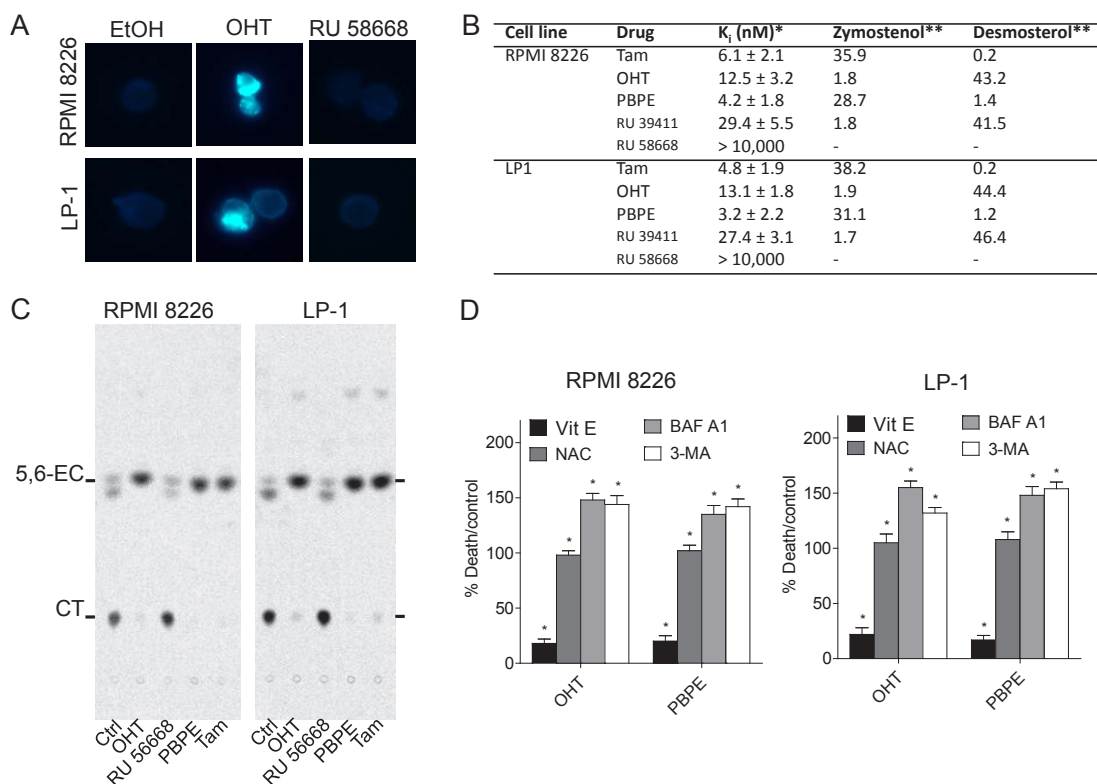 A
EtOH OHT RU 58668
RPMI 8226
LP-1
B
Cell line Drug Ki (nM)* Zymostenol** Desmosterol**
RPMI 8226 Tam 6.1 ± 2.1 35.9 0.2
OHT 12.5 ± 3.2 1.8 43.2
PBPE 4.2 ± 1.8 28.7 1.4
RU 39411 29.4 ± 5.5 1.8 41.5
RU 58668 > 10,000 - -
LP1 Tam 4.8 ± 1.9 38.2 0.2
OHT 13.1 ± 1.8 1.9 44.4
PBPE 3.2 ± 2.2 31.1 1.2
RU 39411 27.4 ± 3.1 1.7 46.4
RU 58668 > 10,000 - -
C
RPMI 8226 LP-1
5,6-EC
CT
Ctrl OHT RU 56668 PBPE Tam Ctrl OHT RU 56668 PBPE Tam
D
RPMI 8226
Vit E BAF A1
NAC 3-MA
% Death/control
200
150
100
50
0
* * * * * * * *
OHT PBPE
LP-1
Vit E BAF A1
NAC 3-MA
% Death/control
200
150
100
50
0
* * * * * * * *
OHT PBPE